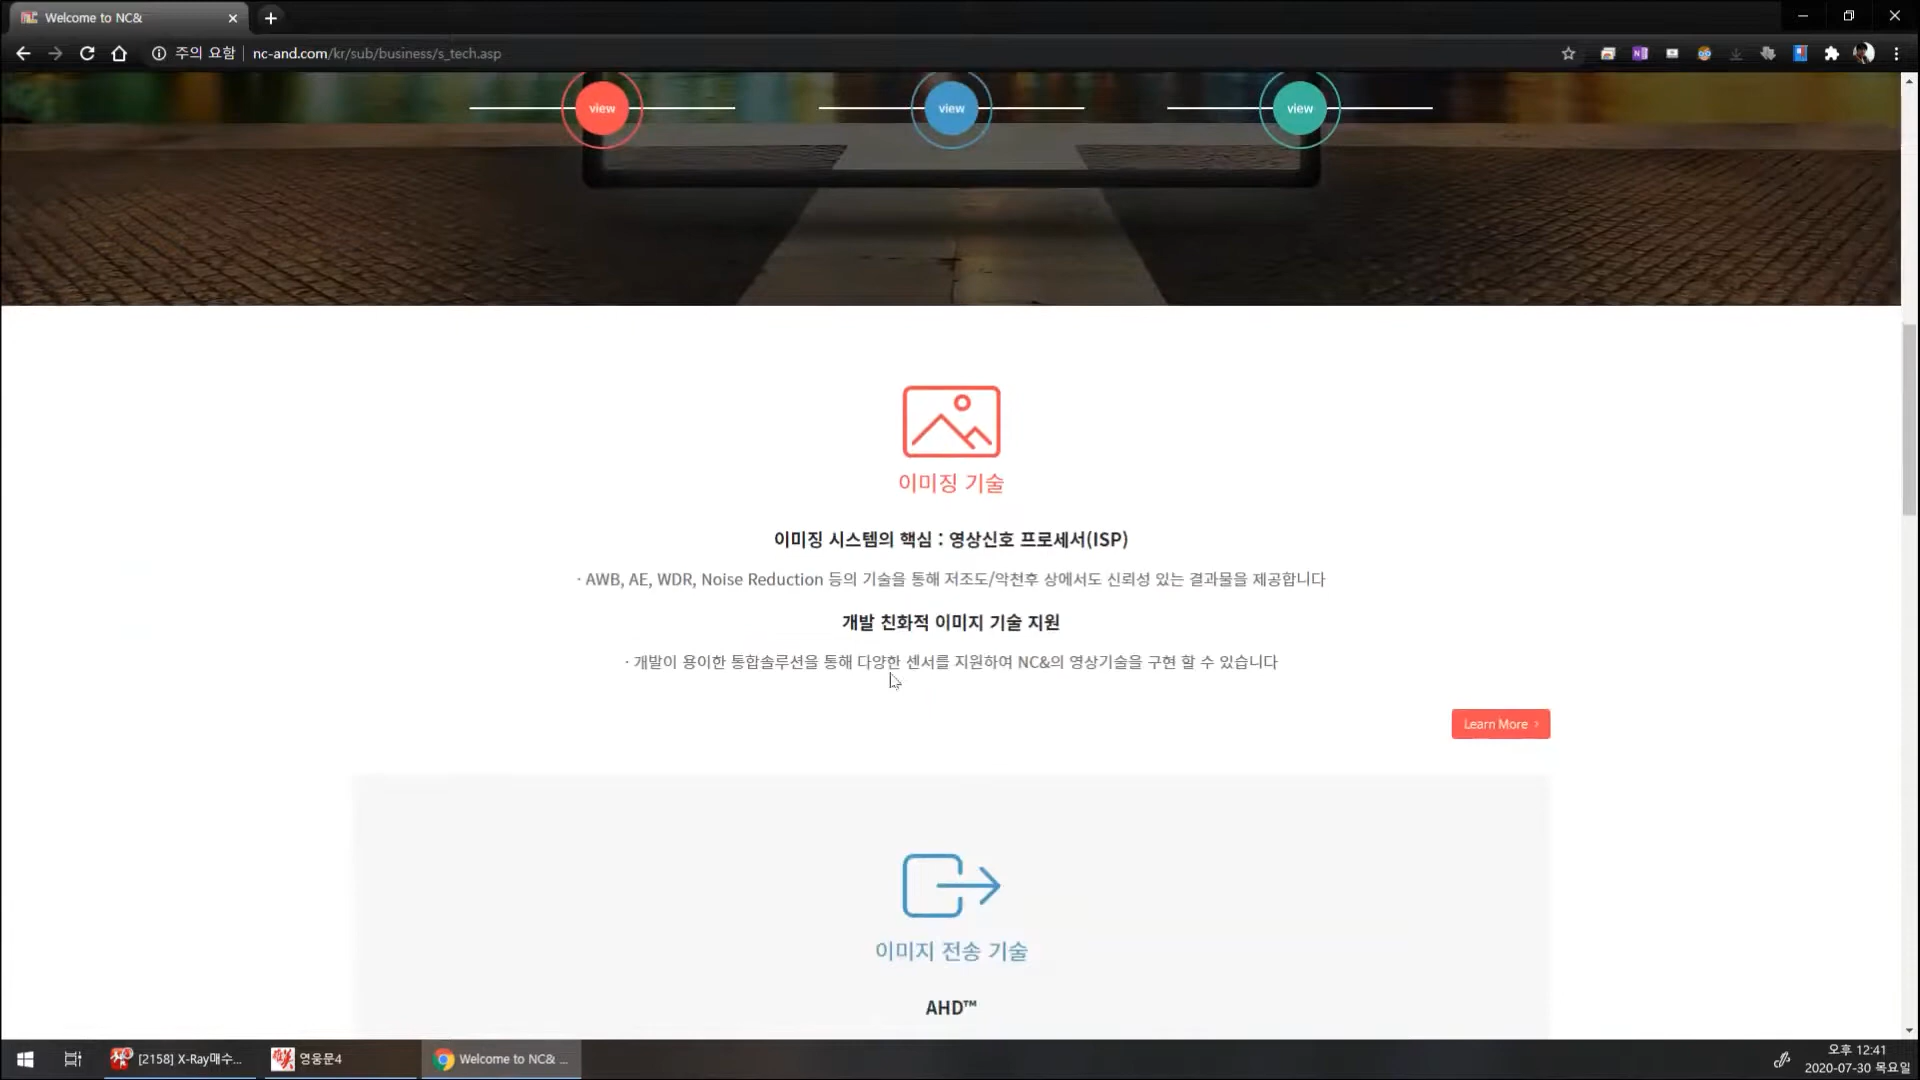 Welcome to NC&
주의 요함
nc-and.com/kr/sub/business/s_tech.asp
view
view
view
이미징 기술
이미징 시스템의 핵심 : 영상신호 프로세서(ISP)
· AWB, AE, WDR, Noise Reduction 등의 기술을 통해 저조도/악천후 상에서도 신뢰성 있는 결과물을 제공합니다
개발 친화적 이미지 기술 지원
· 개발이 용이한 통합솔루션을 통해 다양한 센서를 지원하여 NC&의 영상기술을 구현 할 수 있습니다
Learn More ›
이미지 전송 기술
AHD™
[2158] X-Ray매수...
영웅문4
Welcome to NC& ...
오후 12:41
2020-07-30 목요일